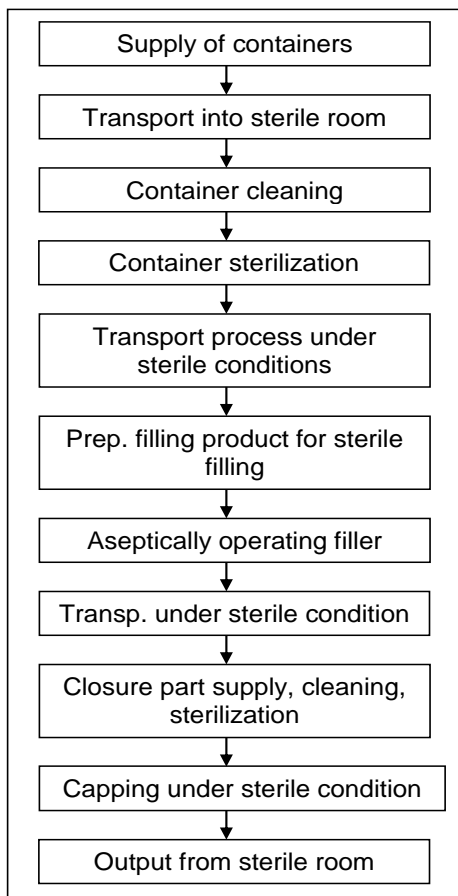 Supply of containers
Transport into sterile room
Container cleaning
Container sterilization
Transport process under
sterile conditions
Prep. filling product for sterile
filling
Aseptically operating filler
Transp. under sterile condition
Closure part supply, cleaning,
sterilization
Capping under sterile condition
Output from sterile room